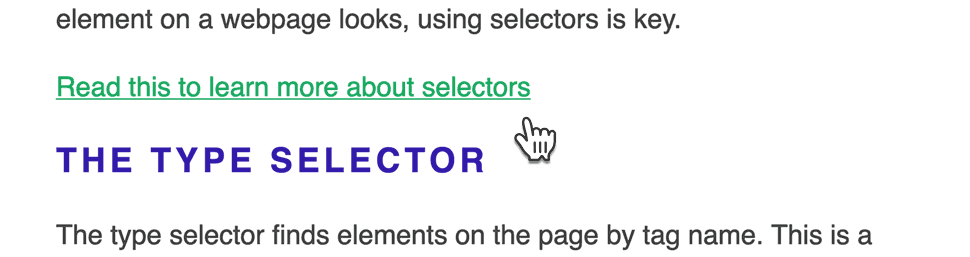 element on a webpage looks, using selectors is key.
Read this to learn more about selectors
THE TYPE SELECTOR
The type selector finds elements on the page by tag name. This is a